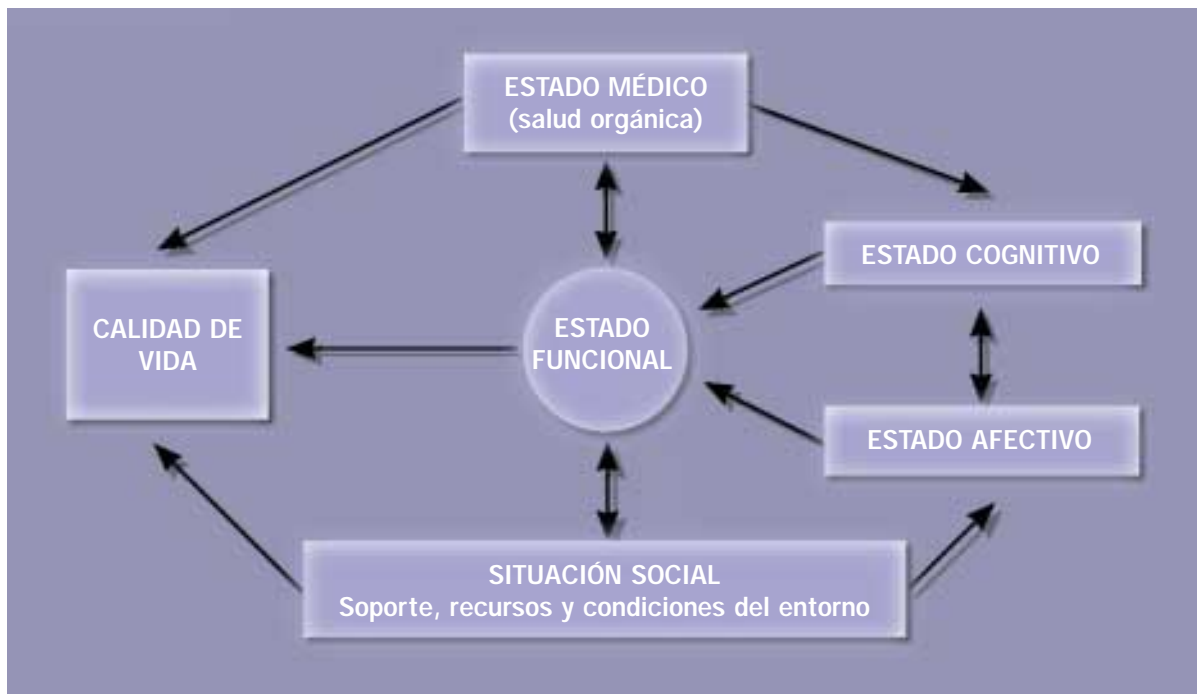 ESTADO MÉDICO
(salud orgánica)
ESTADO COGNITIVO
CALIDAD DE
VIDA
ESTADO
FUNCIONAL
ESTADO AFECTIVO
SITUACIÓN SOCIAL
Soporte, recursos y condiciones del entorno